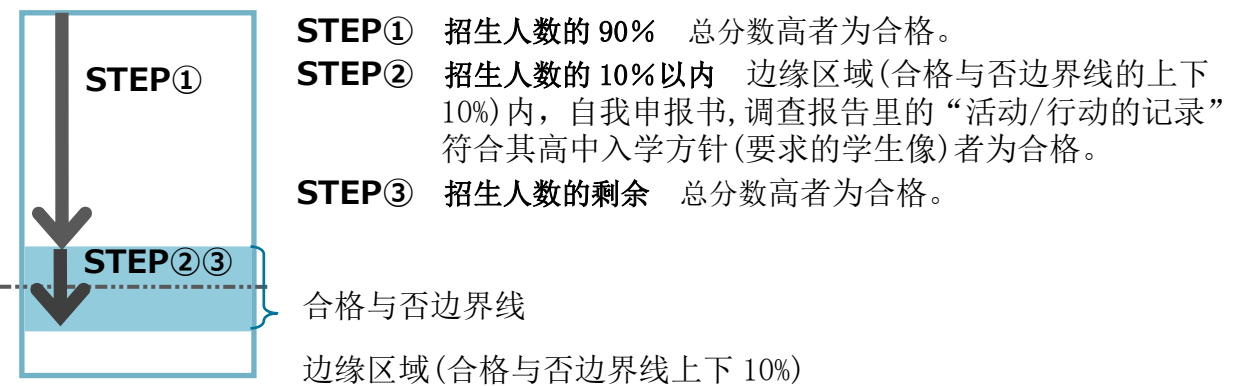 STEP① 招生人数的 90% 总分数高者为合格。
STEP② 招生人数的 10%以内 边缘区域(合格与否边界线的上下
10%)内，自我申报书,调查报告里的“活动/行动的记录”
符合其高中入学方针(要求的学生像)者为合格。
STEP③ 招生人数的剩余 总分数高者为合格。
STEP①
STEP②③
合格与否边界线
边缘区域(合格与否边界线上下 10%)